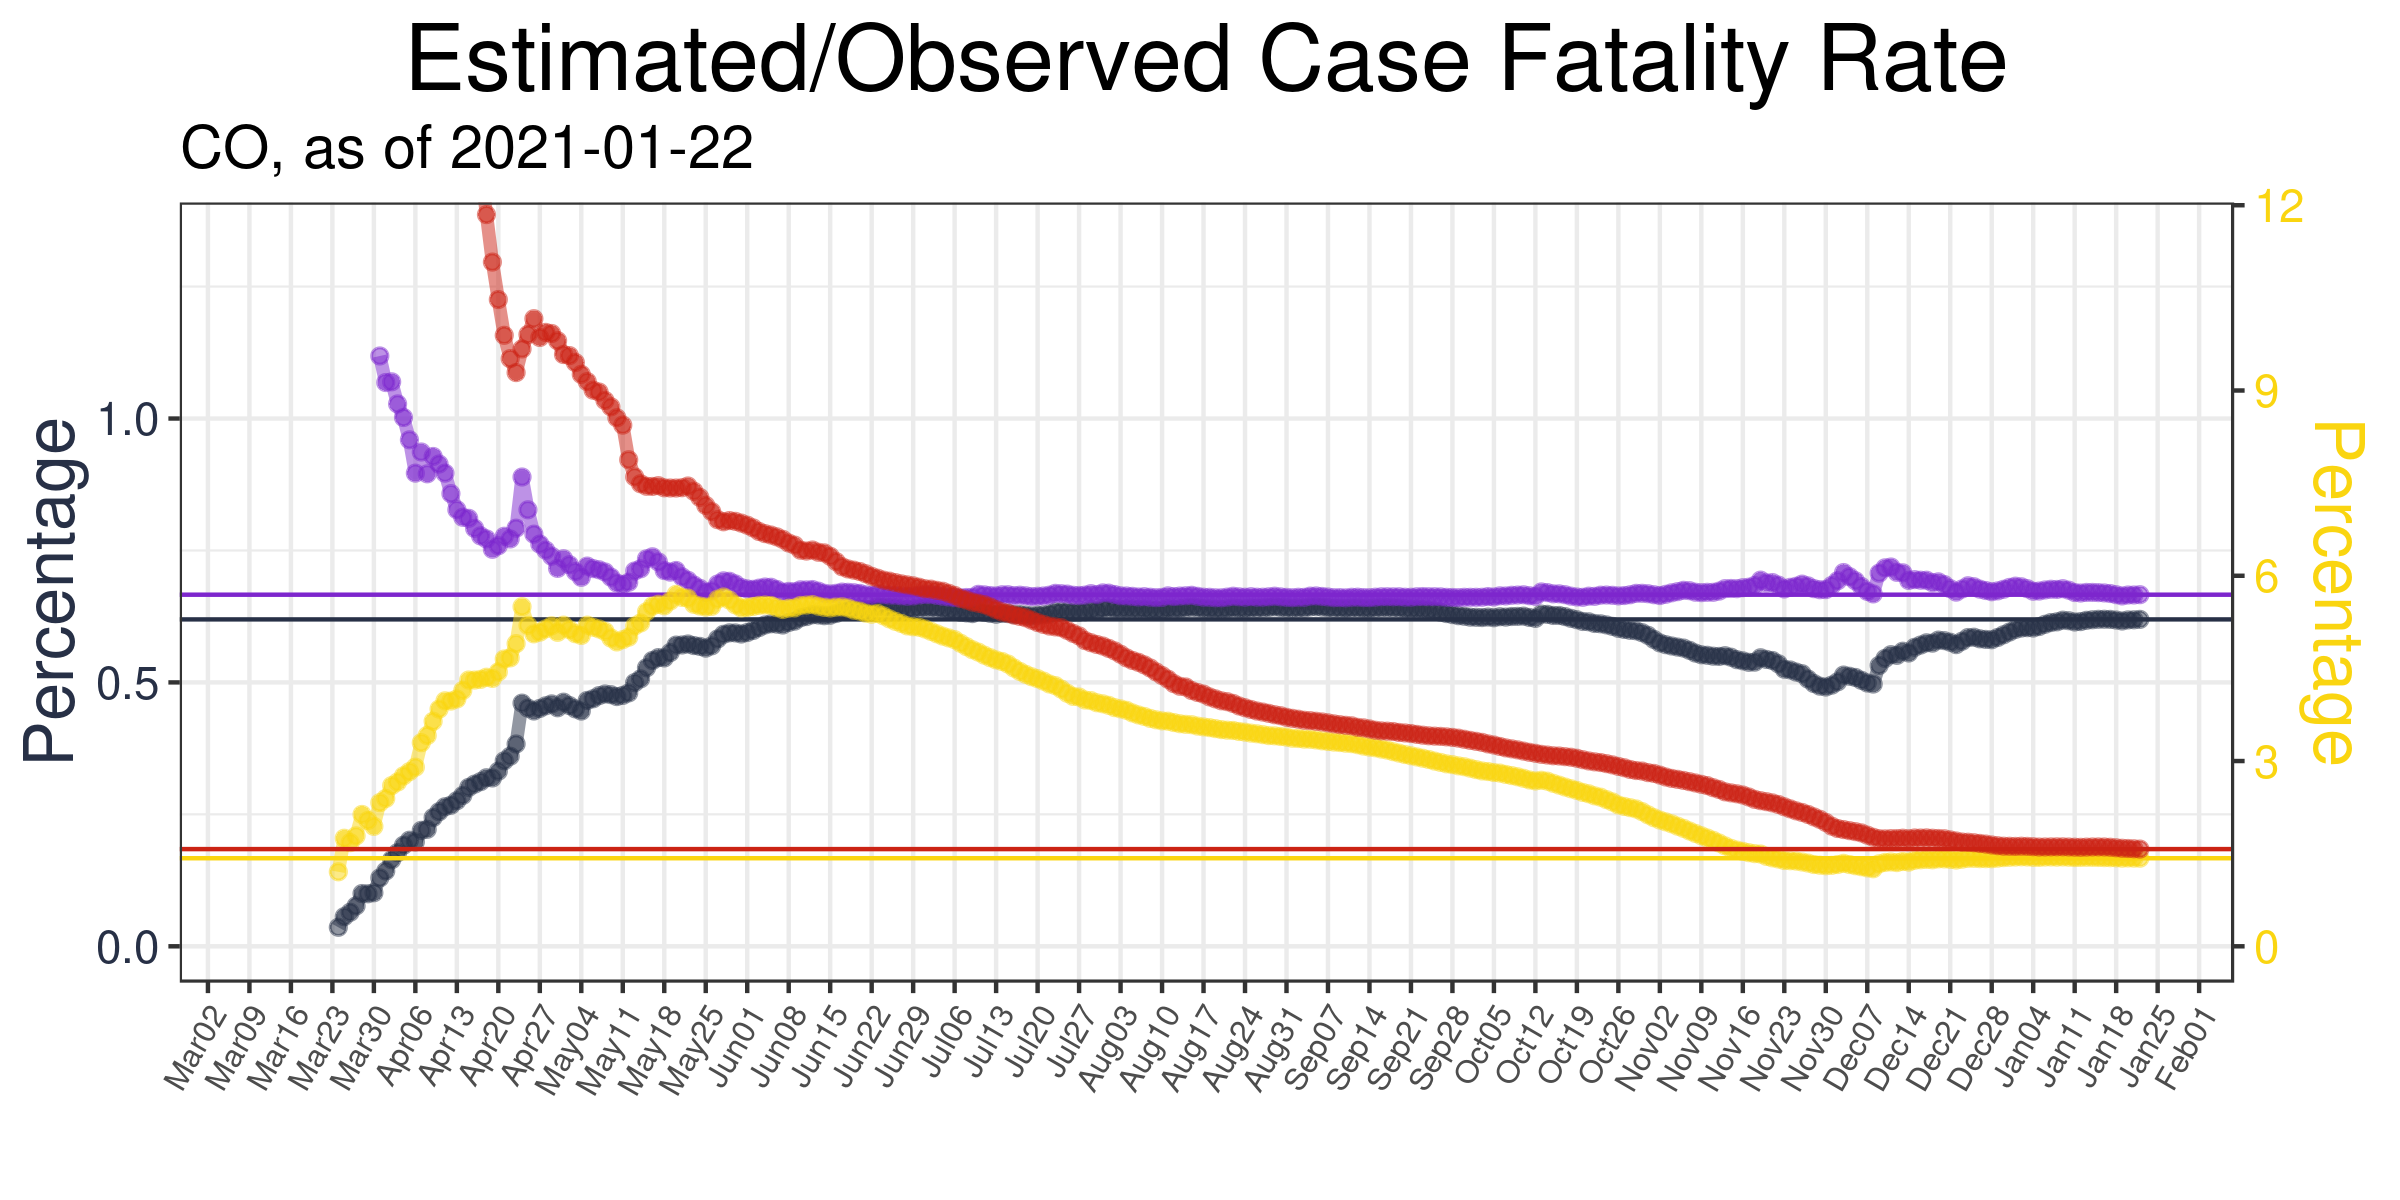 Estimated/Observed Case Fatality Rate
CO, as of 2021-01-22
Percentage
1.0
0.5
0.0
12
9
6
3
0
Percentage
Mar02 Mar09 Mar16 Mar23 Mar30 Apr06 Apr13 Apr20 Apr27 May04 May11 May18 May25 Jun01 Jun08 Jun15 Jun22 Jun29 Jul06 Jul13 Jul20 Jul27 Aug03 Aug10 Aug17 Aug24 Aug31 Sep07 Sep14 Sep21 Sep28 Oct05 Oct12 Oct19 Oct26 Nov02 Nov09 Nov16 Nov23 Nov30 Dec07 Dec14 Dec21 Dec28 Jan04 Jan11 Jan18 Jan25 Feb01